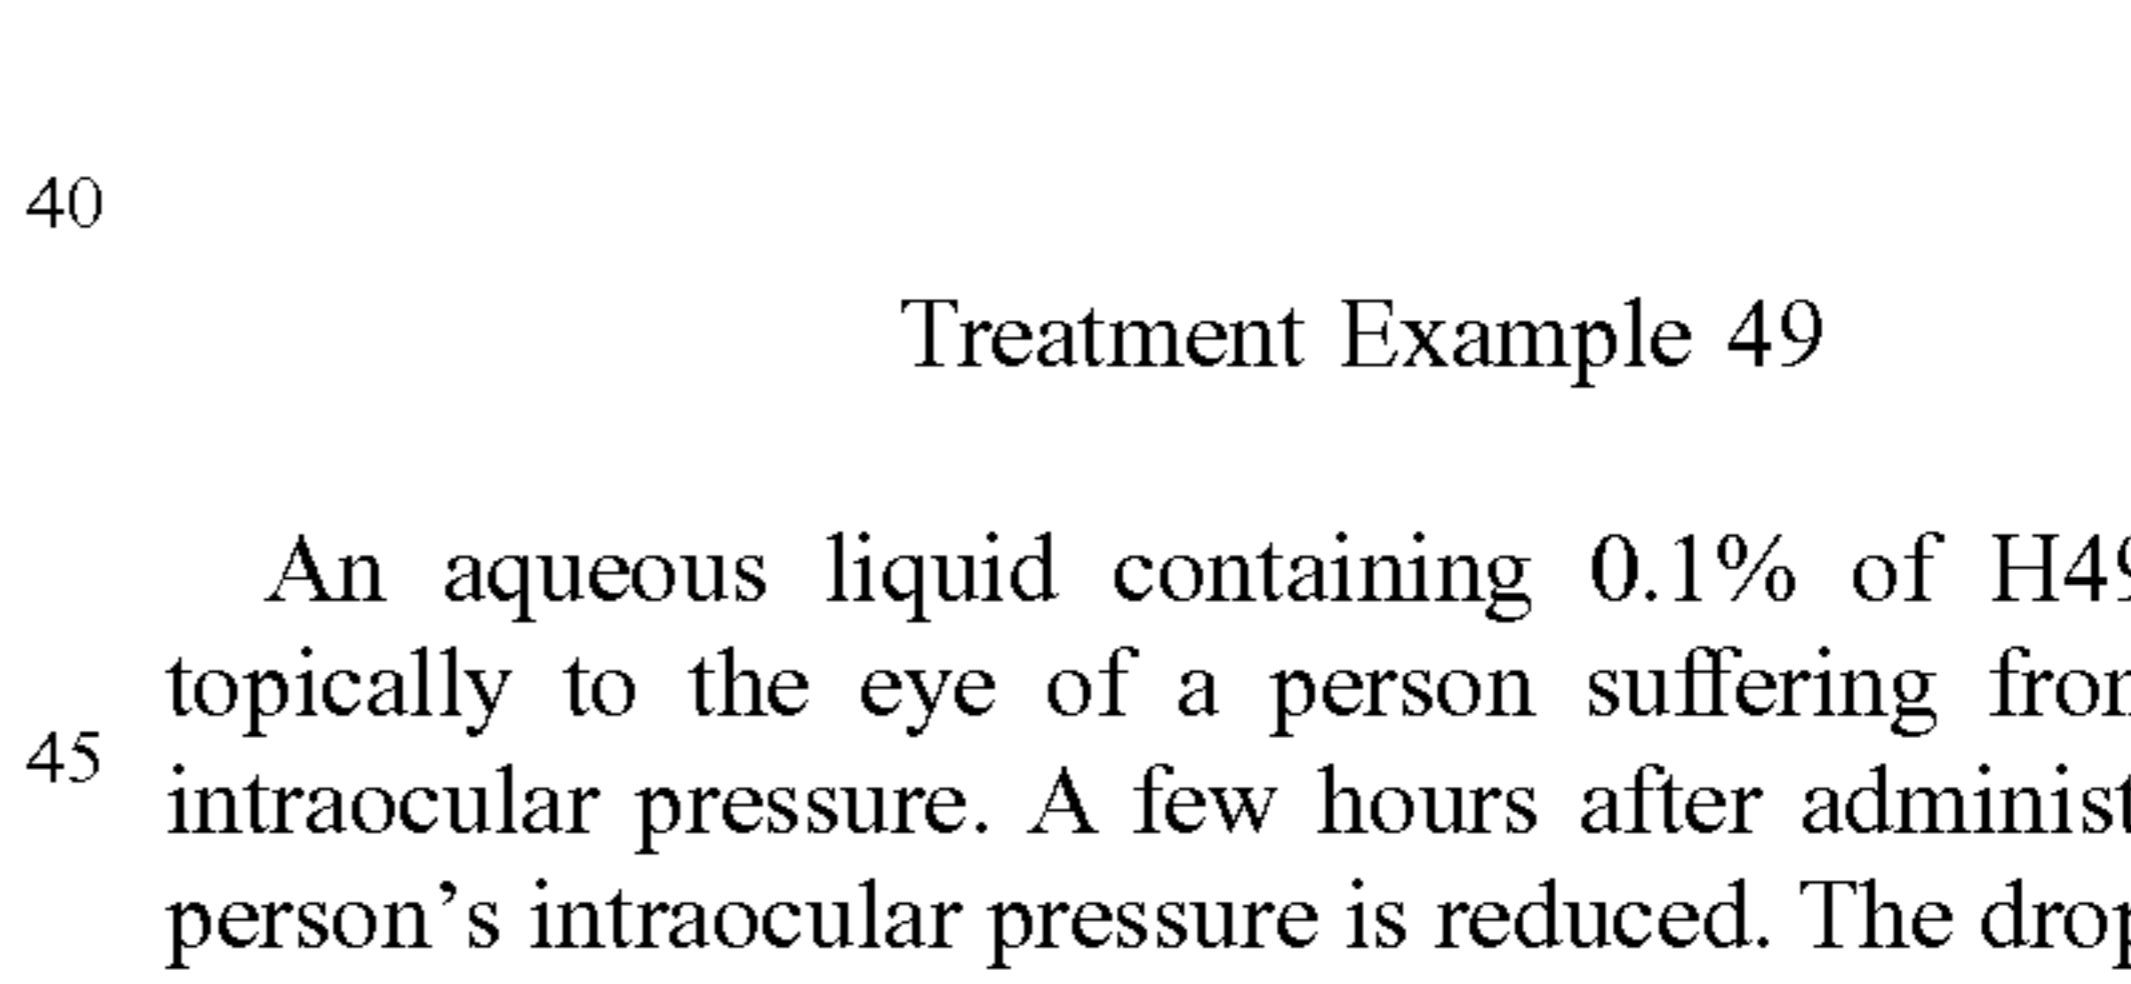 40
Treatment Example 49
An aqueous liquid containing 0.1% of
topically to the eye of a person suffering
45
intraocular pressure. A few hours after
person’s intraocular pressure is reduced. The